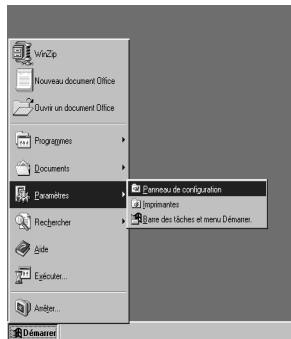 WinZip
Nouveau document Office
Ouvrir un document Office
Programmes
Documents
Paramètres
Panneau de configuration
Imprimantes
Barre des tâches et menu Démarrer.
Rechercher
Aide
Exécuter...
Arrêter...
Démarrer